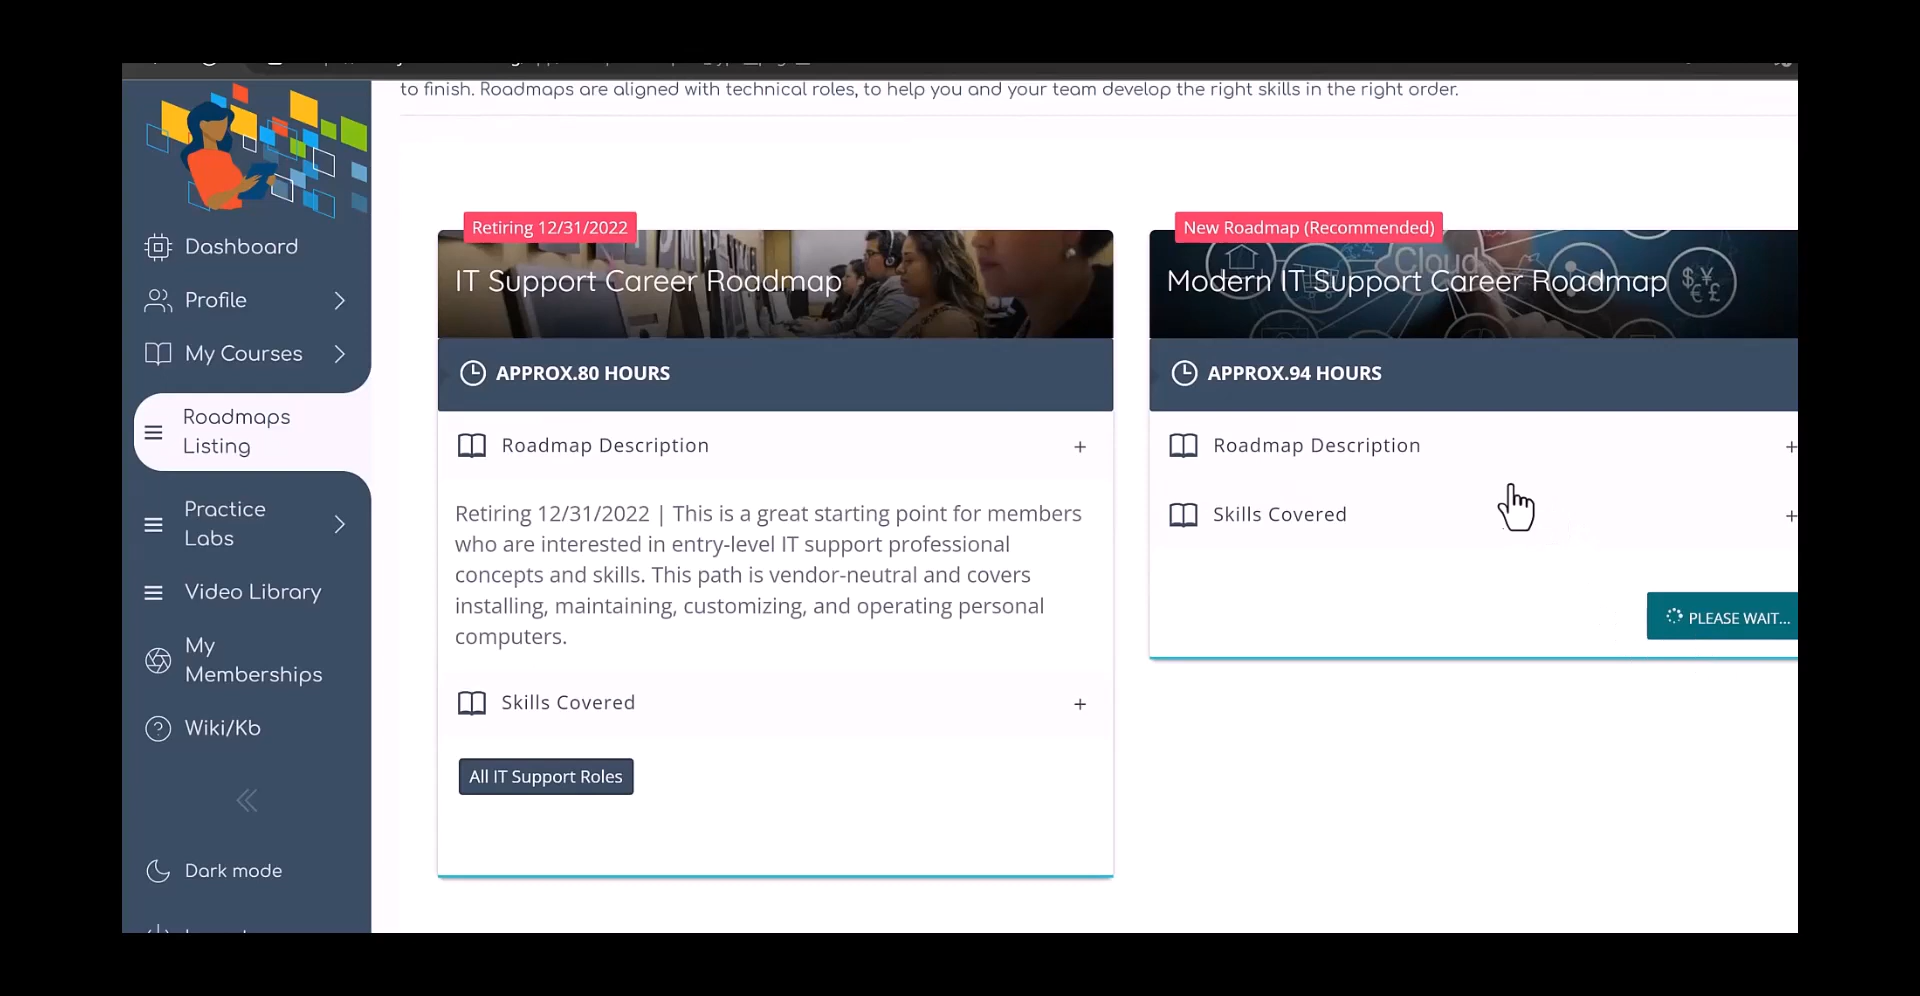 to finish. Roadmaps are aligned with technical roles, to help you and your team develop the right skills in the right order.
Dashboard
Profile
My Courses
Roadmaps
Listing
Practice
Labs
Video Library
My
Memberships
Wiki/Kb
Dark mode
Retiring 12/31/2022
IT Support Career Roadmap
APPROX.80 HOURS
Roadmap Description
+
Retiring 12/31/2022 | This is a great starting point for members
who are interested in entry-level IT support professional
concepts and skills. This path is vendor-neutral and covers
installing, maintaining, customizing, and operating personal
computers.
Skills Covered
+
All IT Support Roles
New Roadmap (Recommended)
Cloud
Modern IT Support Career Roadmap
APPROX.94 HOURS
Roadmap Description
+
Skills Covered
+
PLEASE WAIT...